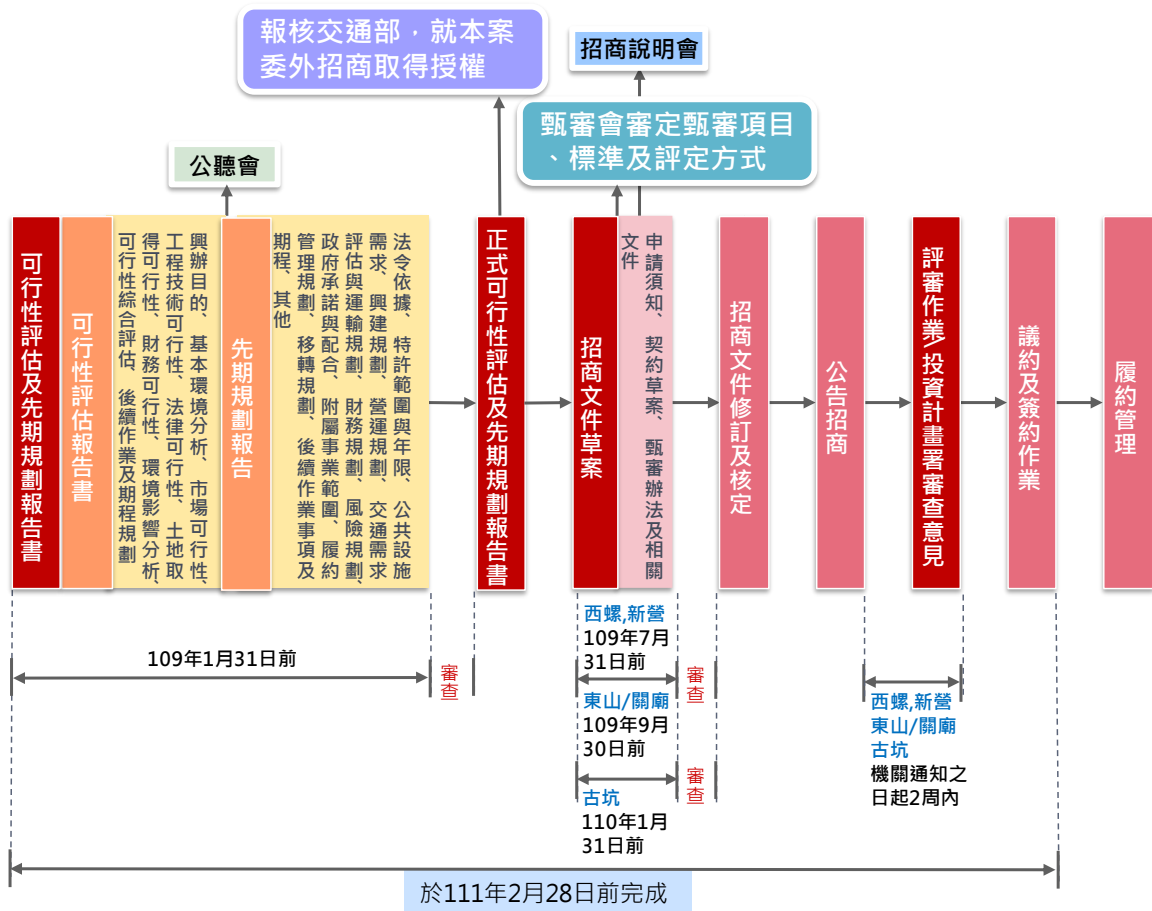 報核交通部，就本案
委外招商取得授權
招商說明會
甄審會審定甄審項目
、標準及評定方式
公聽會
可行性評估及先期規劃報告書
可行性評估報告書
興辦目的、基本環境分析、市場可行性、
工程技術可行性、法律可行性、土地取
得可行性、財務可行性、環境影響分析、
可行性綜合評估、後續作業及期程規劃
先期規劃報告
法令依據、特許範圍與年限、公共設施
需求、興建規劃、營運規劃、交通需求
評估與運輸規劃、財務規劃、風險規劃、
政府承諾與配合、附屬事業範圍、履約
管理規劃、移轉規劃、後續作業事項及
期程、其他
正式可行性評估及先期規劃報告書
招商文件草案
申請須知、契約草案、甄審辦法及相關
文件
招商文件修訂及核定
公告招商
評審作業/投資計畫署審查意見
議約及簽約作業
履約管理
109年1月31日前
審查
西螺,新營
109年7月
31日前
審查
東山/關廟
109年9月
30日前
古坑
110年1月
31日前
審查
西螺,新營
東山/關廟
古坑
機關通知之
日起2周內
於111年2月28日前完成